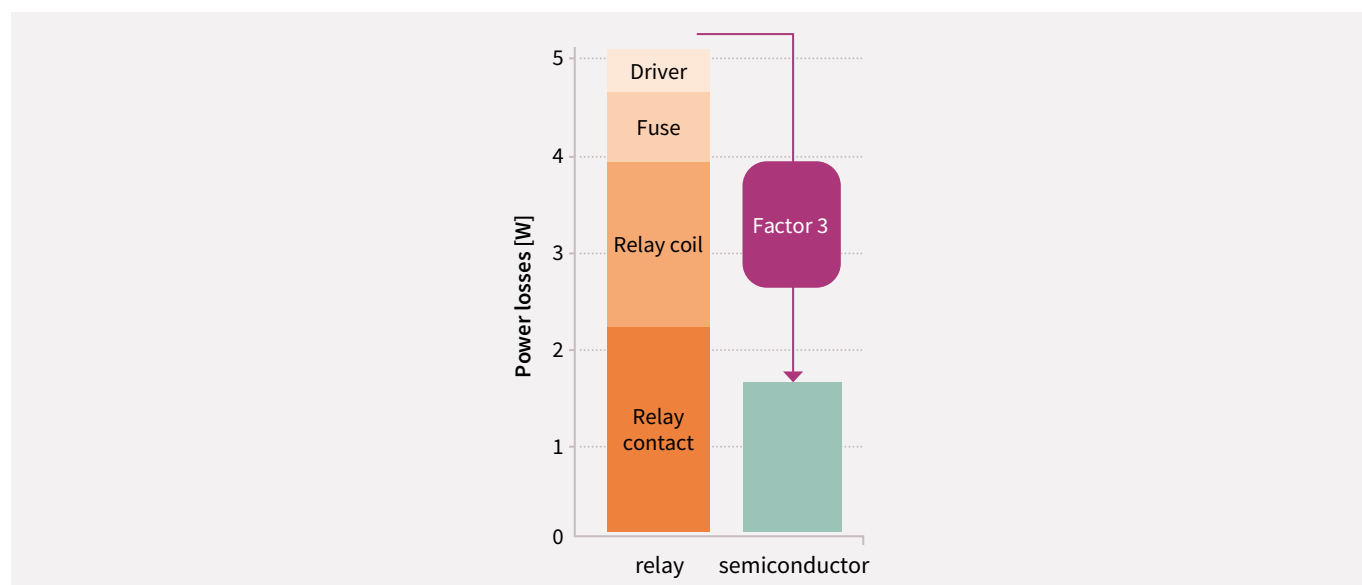 Power losses [W]
5
4
3
2
1
0
Driver
Fuse
Relay coil
Relay
contact
Factor 3
relay
semiconductor